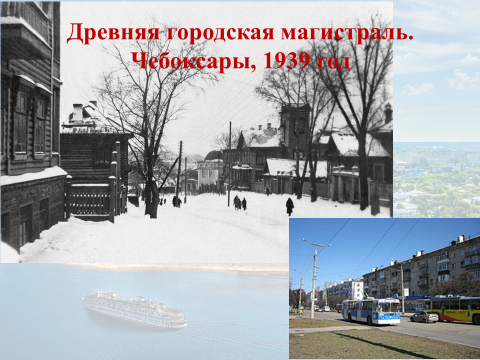 Древняя городская магистраль.
Чебоксары, 1939 год